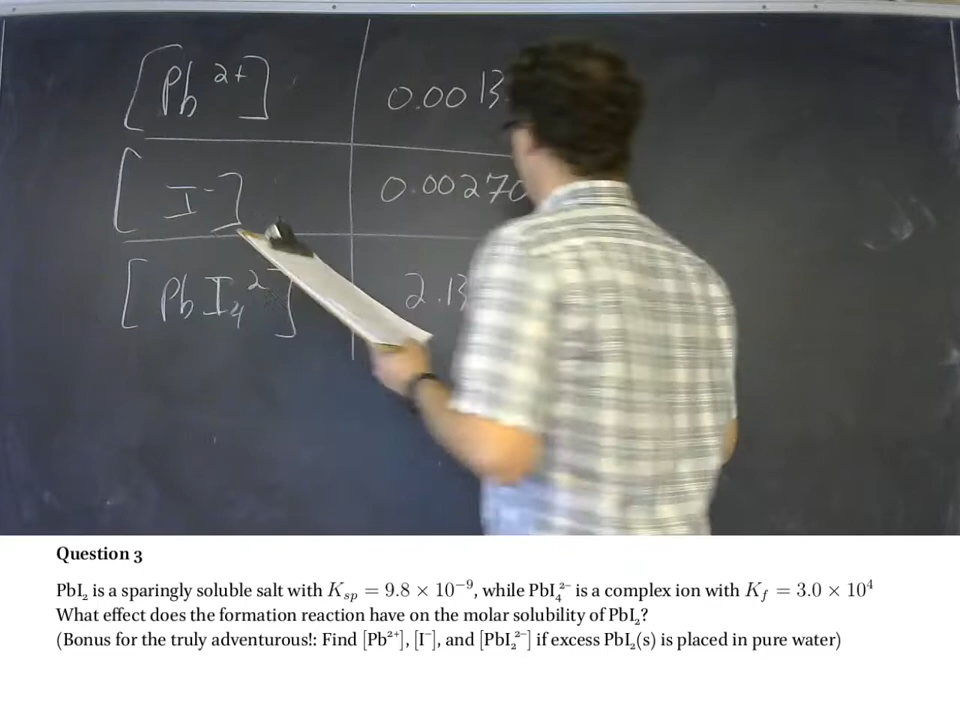 [Pb²⁺] 0.0013
[I⁻] 0.00270
[PbI₄²⁻] 2.13
Question 3
PbI₂ is a sparingly soluble salt with Kₛₚ = 9.8 × 10⁻⁹, while PbI₄²⁻ is a complex ion with K_f = 3.0 × 10⁴
What effect does the formation reaction have on the molar solubility of PbI₂?
(Bonus for the truly adventurous!: Find [Pb²⁺], [I⁻], and [PbI₂²⁻] if excess PbI₂(s) is placed in pure water)